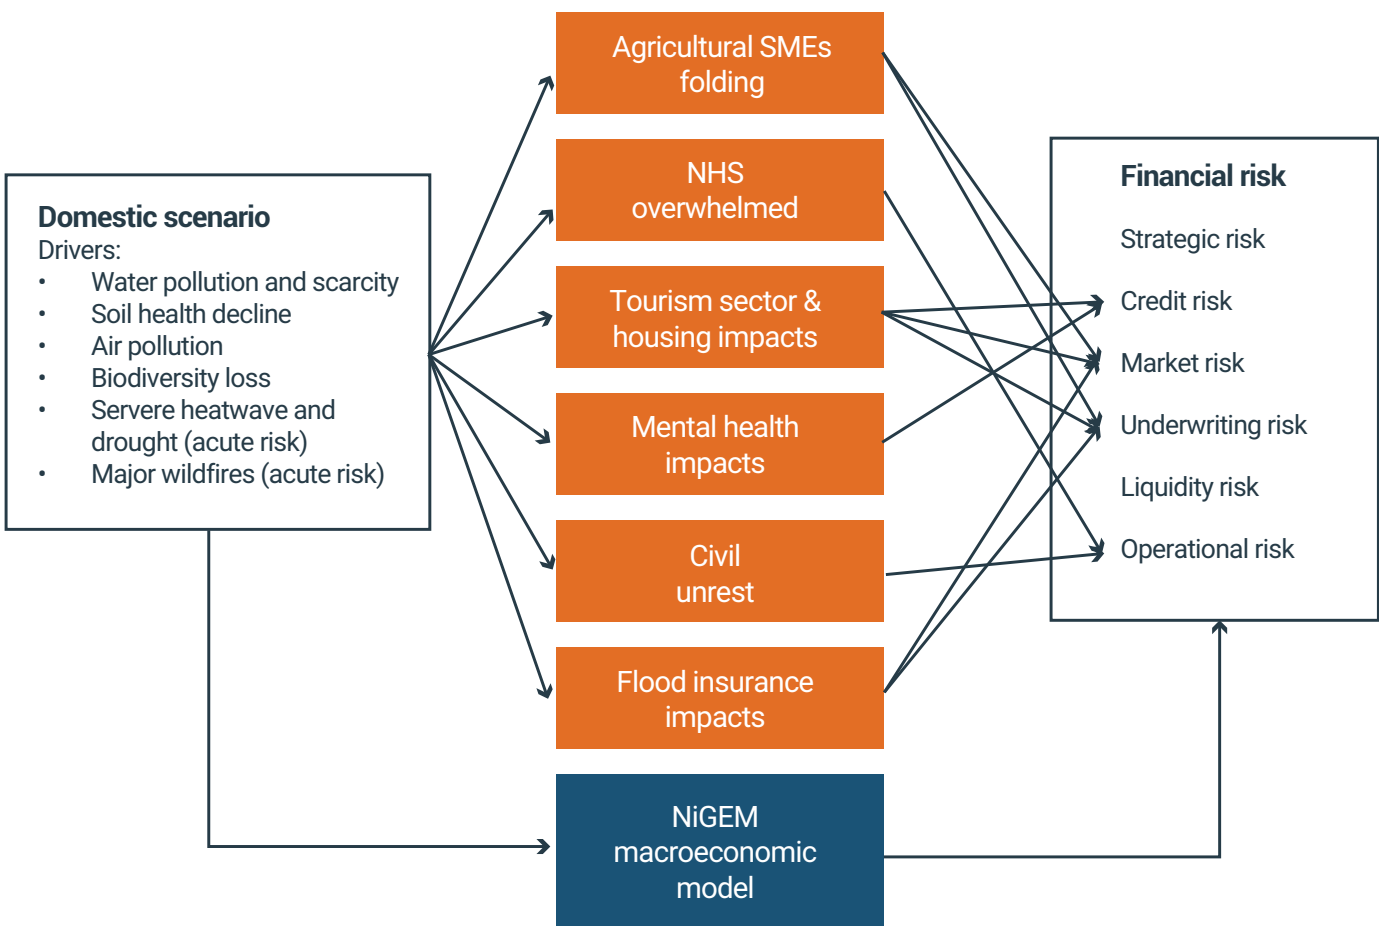 Domestic scenario
Drivers:
• Water pollution and scarcity
• Soil health decline
• Air pollution
• Biodiversity loss
• Servere heatwave and
drought (acute risk)
• Major wildfires (acute risk)
Agricultural SMEs
folding
NHS
overwhelmed
Tourism sector &
housing impacts
Mental health
impacts
Civil
unrest
Flood insurance
impacts
NiGEM
macroeconomic
model
Financial risk
Strategic risk
Credit risk
Market risk
Underwriting risk
Liquidity risk
Operational risk